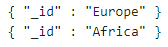 { "_id" : "Europe" }
{ "_id" : "Africa" }